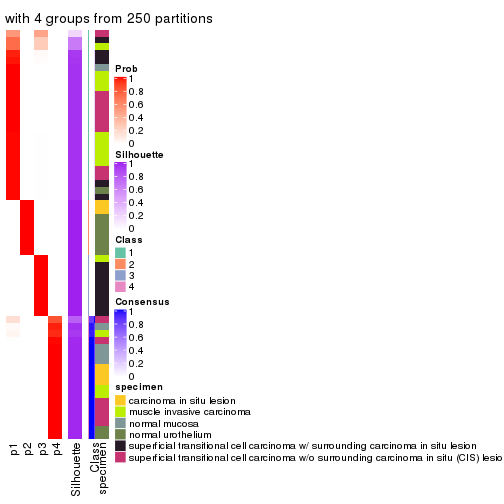 with 4 groups from 250 partitions
Prob
1
0.8
0.6
0.4
0.2
0
Silhouette
1
0.8
0.6
0.4
0.2
0
Class
1
2
3
4
Consensus
1
0.8
0.6
0.4
0.2
0
specimen
carcinoma in situ lesion
muscle invasive carcinoma
normal mucosa
normal urothelium
superficial transitional cell carcinoma w/ surrounding carcinoma in situ lesion
superficial transitional cell carcinoma w/o surrounding carcinoma in situ (CIS) lesio
p1
p2
p3
p4
Silhouette
Class
specimen